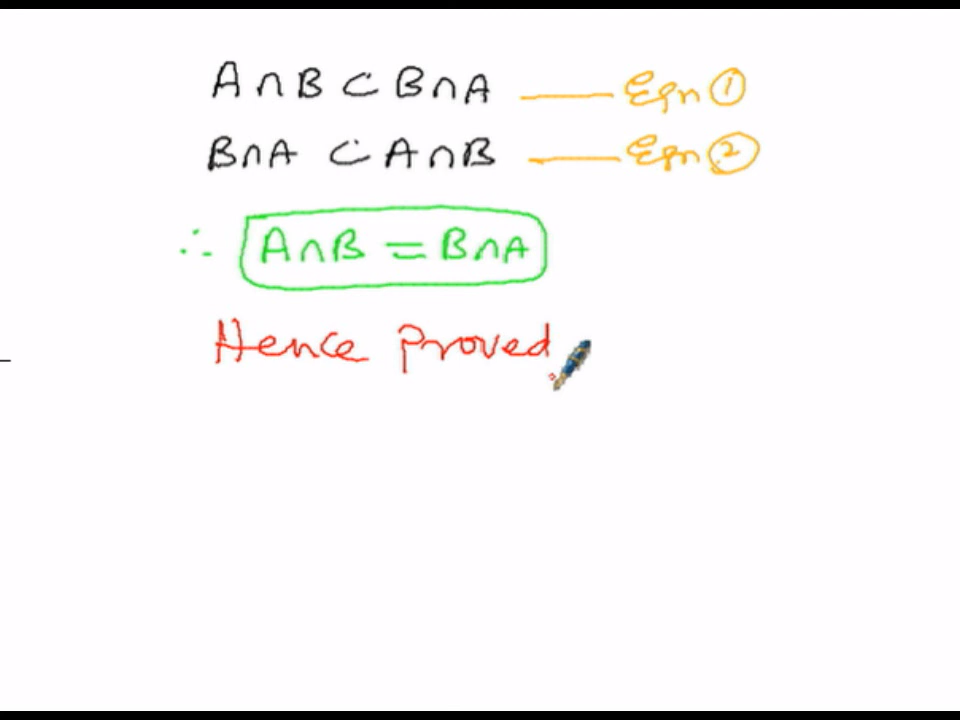 A∩B ⊂ B∩A —— Eqn ①
B∩A ⊂ A∩B —— Eqn ②
∴ A∩B = B∩A
Hence Proved